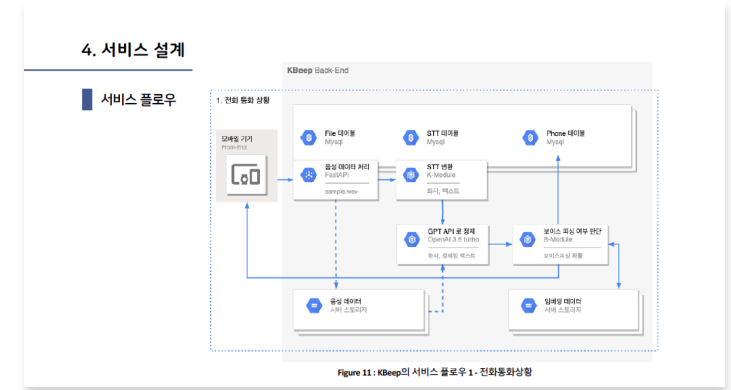 4. 서비스 설계
KBeep Back-End
서비스 플로우
1. 전화 통화 상황
모바일 기기
Front-End
File 테이블
Mysql
STT 테이블
Mysql
Phone 테이블
Mysql
음성 데이터 처리
FastAPI
sample.wav
STT 변환
K-Module
화자, 텍스트
GPT API 로 정제
OpenAI 3.5 turbo
화자, 정제된 텍스트
보이스 피싱 여부 판단
B-Module
보이스피싱 확률
음성 데이터
서버 스토리지
임베딩 데이터
서버 스토리지
Figure 11 : KBeep의 서비스 플로우 1 - 전화통화상황